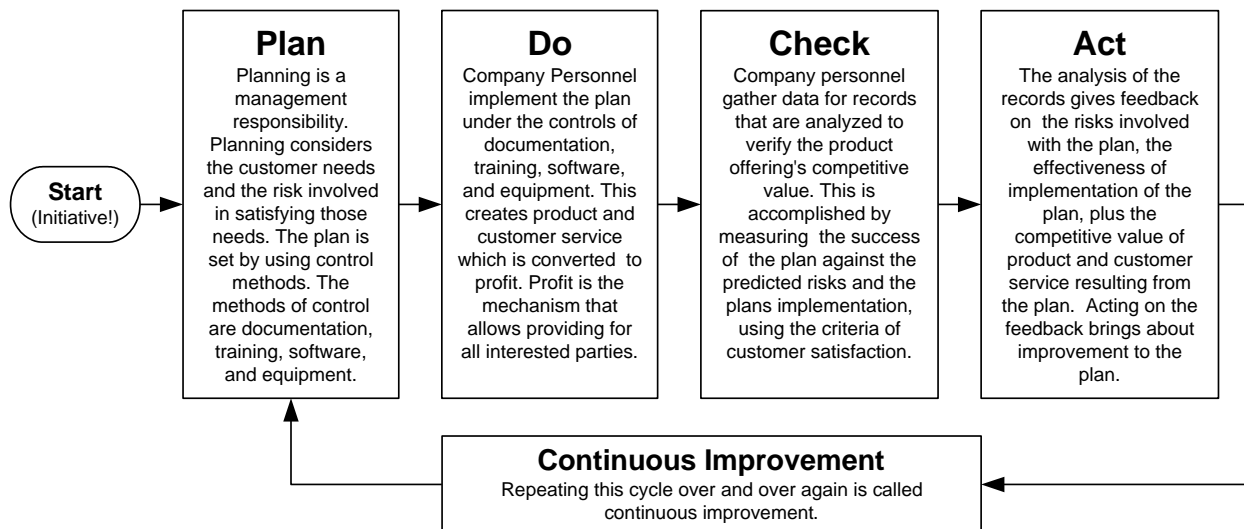 Start
(Initiative!)
Plan
Planning is a
management
responsibility.
Planning considers
the customer needs
and the risk involved
in satisfying those
needs. The plan is
set by using control
methods. The
methods of control
are documentation,
training, software,
and equipment.
Do
Company Personnel
implement the plan
under the controls of
documentation,
training, software,
and equipment. This
creates product and
customer service
which is converted to
profit. Profit is the
mechanism that
allows providing for
all interested parties.
Check
Company personnel
gather data for records
that are analyzed to
verify the product
offering's competitive
value. This is
accomplished by
measuring the success
of the plan against the
predicted risks and the
plans implementation,
using the criteria of
customer satisfaction.
Act
The analysis of the
records gives feedback
on the risks involved
with the plan, the
effectiveness of
implementation of the
plan, plus the
competitive value of
product and customer
service resulting from
the plan. Acting on the
feedback brings about
improvement to the
plan.
Continuous Improvement
Repeating this cycle over and over again is called
continuous improvement.